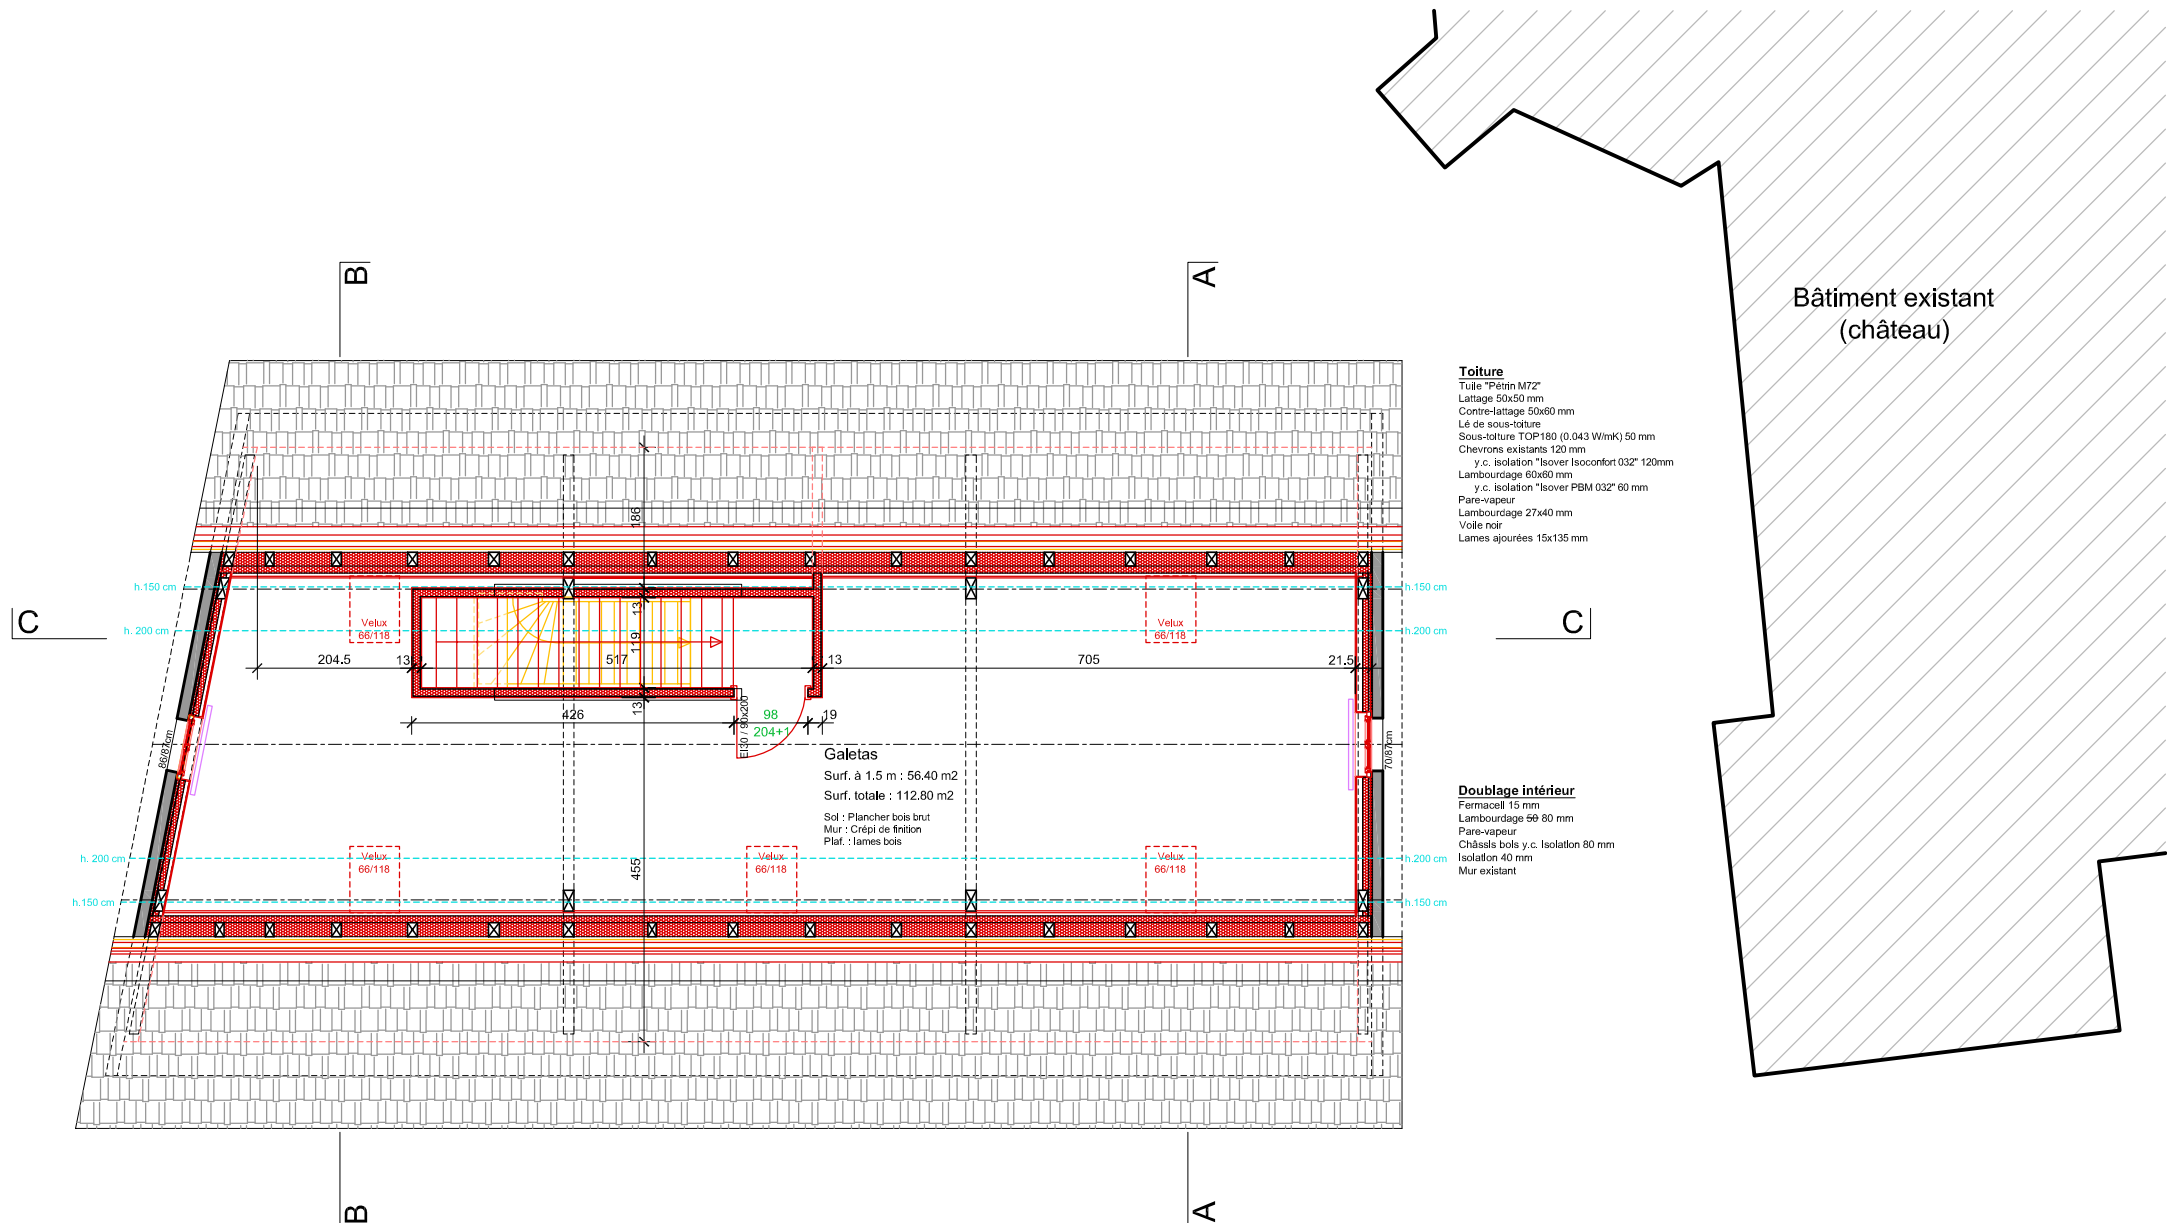 B
A
Bâtiment existant
(château)
Toiture
Tuile "Pétrin M72"
Lattage 50x50 mm
Contre-lattage 50x60 mm
Lé de sous-toiture
Sous-toiture TOP180 (0.043 W/mK) 50 mm
Chevrons existants 120 mm
y.c. isolation "Isover Isoconfort 032" 120mm
Lambourdage 60x60 mm
y.c. isolation "Isover PBM 032" 60 mm
Pare-vapeur
Lambourdage 27x40 mm
Voile noir
Lames ajourées 15x135 mm
186
h.150 cm
h.150 cm
13
C
Velux
66/118
Velux
66/118
C
h. 200 cm
h.200 cm
119
204.5
13
517
13
705
21.5
13
426
98
19
204+1
EI30 / 90x200
86/87cm
70/87cm
Galetas
Surf. à 1.5 m : 56.40 m2
Surf. totale : 112.80 m2
Sol : Plancher bois brut
Mur : Crépi de finition
Plaf. : lames bois
Doublage intérieur
Fermacell 15 mm
Lambourdage 50 80 mm
Pare-vapeur
Châssis bois y.c. Isolation 80 mm
Isolation 40 mm
Mur existant
h. 200 cm
Velux
66/118
455
Velux
66/118
Velux
66/118
h.200 cm
h.150 cm
h.150 cm
B
A